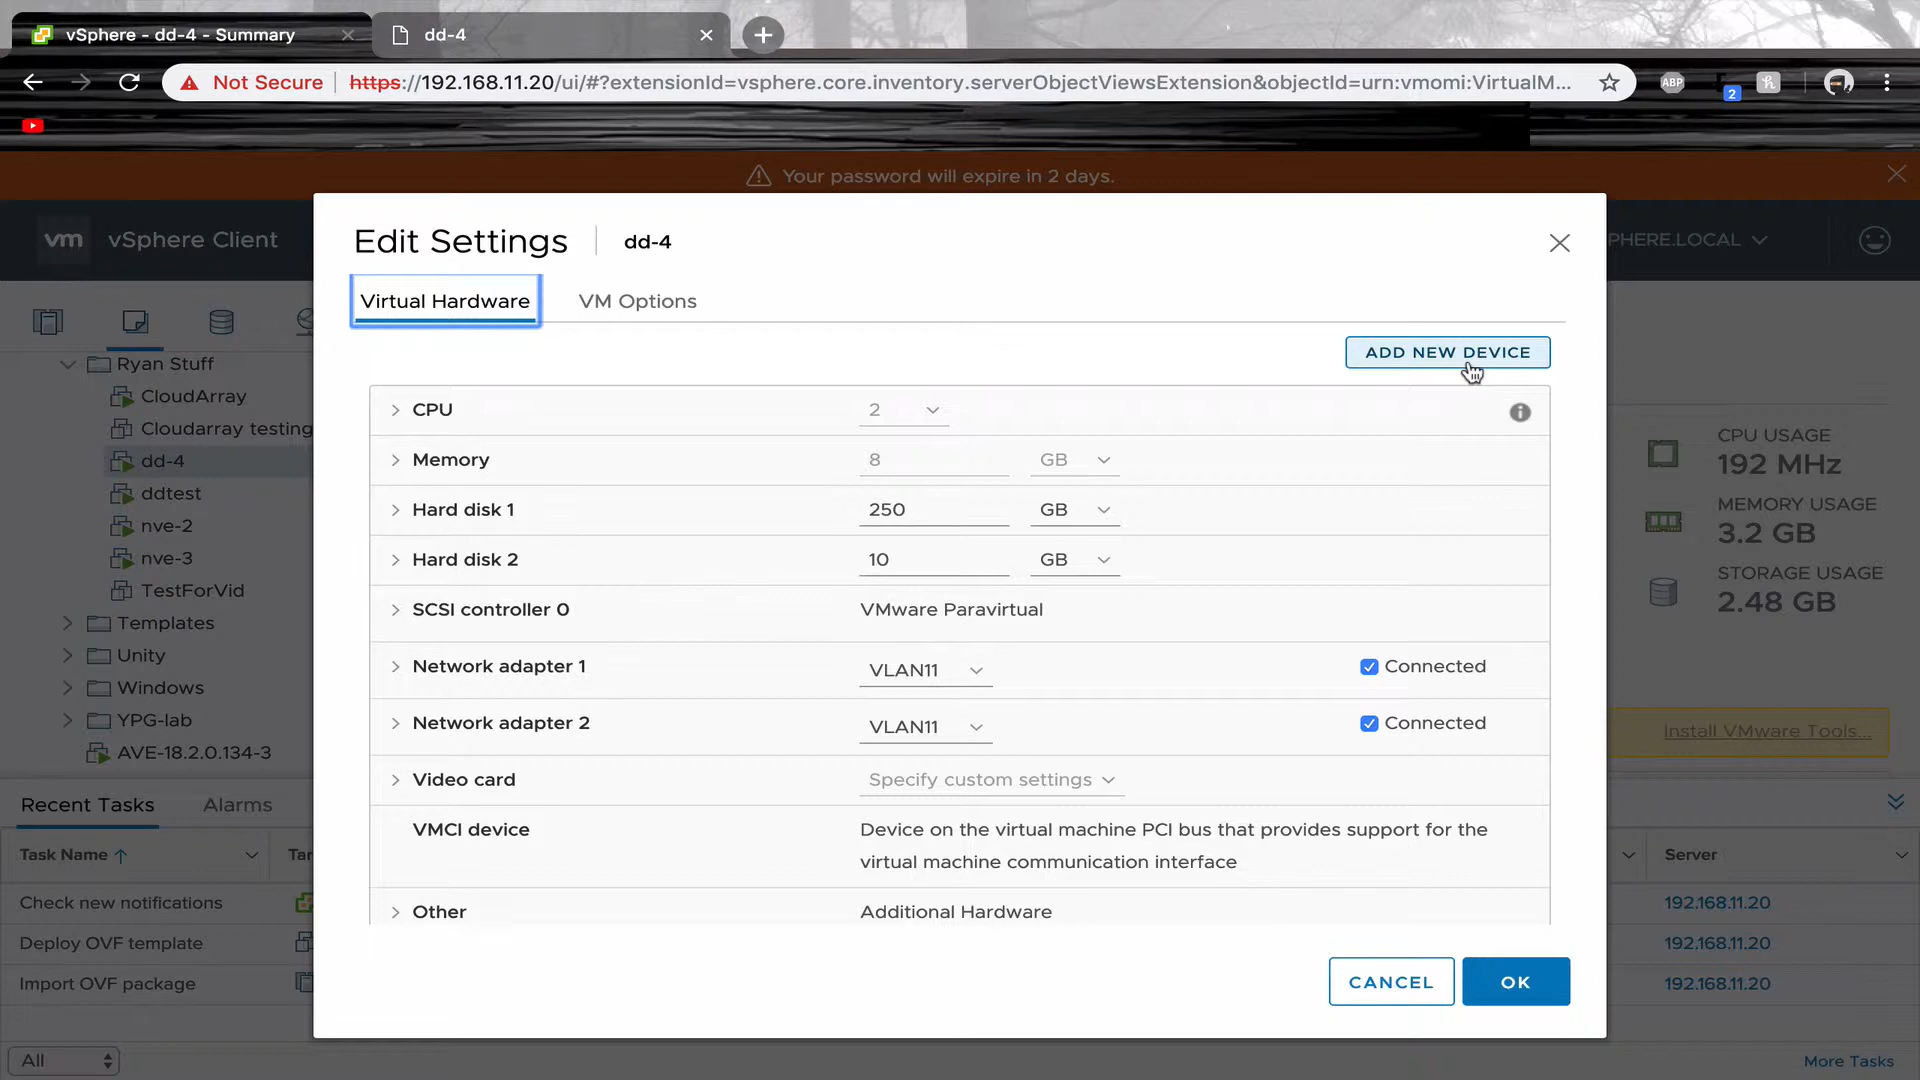 vSphere - dd-4 - Summary
dd-4
Not Secure
https://192.168.11.20/ui/#?extensionId=vsphere.core.inventory.serverObjectViewsExtension&objectId=urn:vmomi:VirtualM...
ABP
2
Your password will expire in 2 days.
vm
vSphere Client
PHERE.LOCAL
Edit Settings
dd-4
Virtual Hardware
VM Options
ADD NEW DEVICE
Ryan Stuff
CloudArray
Cloudarray testing
dd-4
ddtest
nve-2
nve-3
TestForVid
Templates
Unity
Windows
YPG-lab
AVE-18.2.0.134-3
CPU
2
Memory
8
GB
Hard disk 1
250
GB
Hard disk 2
10
GB
SCSI controller 0
VMware Paravirtual
Network adapter 1
VLAN11
Connected
Network adapter 2
VLAN11
Connected
Video card
Specify custom settings
VMCI device
Device on the virtual machine PCI bus that provides support for the
virtual machine communication interface
Other
Additional Hardware
CANCEL
OK
CPU USAGE
192 MHz
MEMORY USAGE
3.2 GB
STORAGE USAGE
2.48 GB
Install VMware Tools...
Recent Tasks
Alarms
Task Name
Tar
Server
Check new notifications
192.168.11.20
Deploy OVF template
192.168.11.20
Import OVF package
192.168.11.20
All
More Tasks